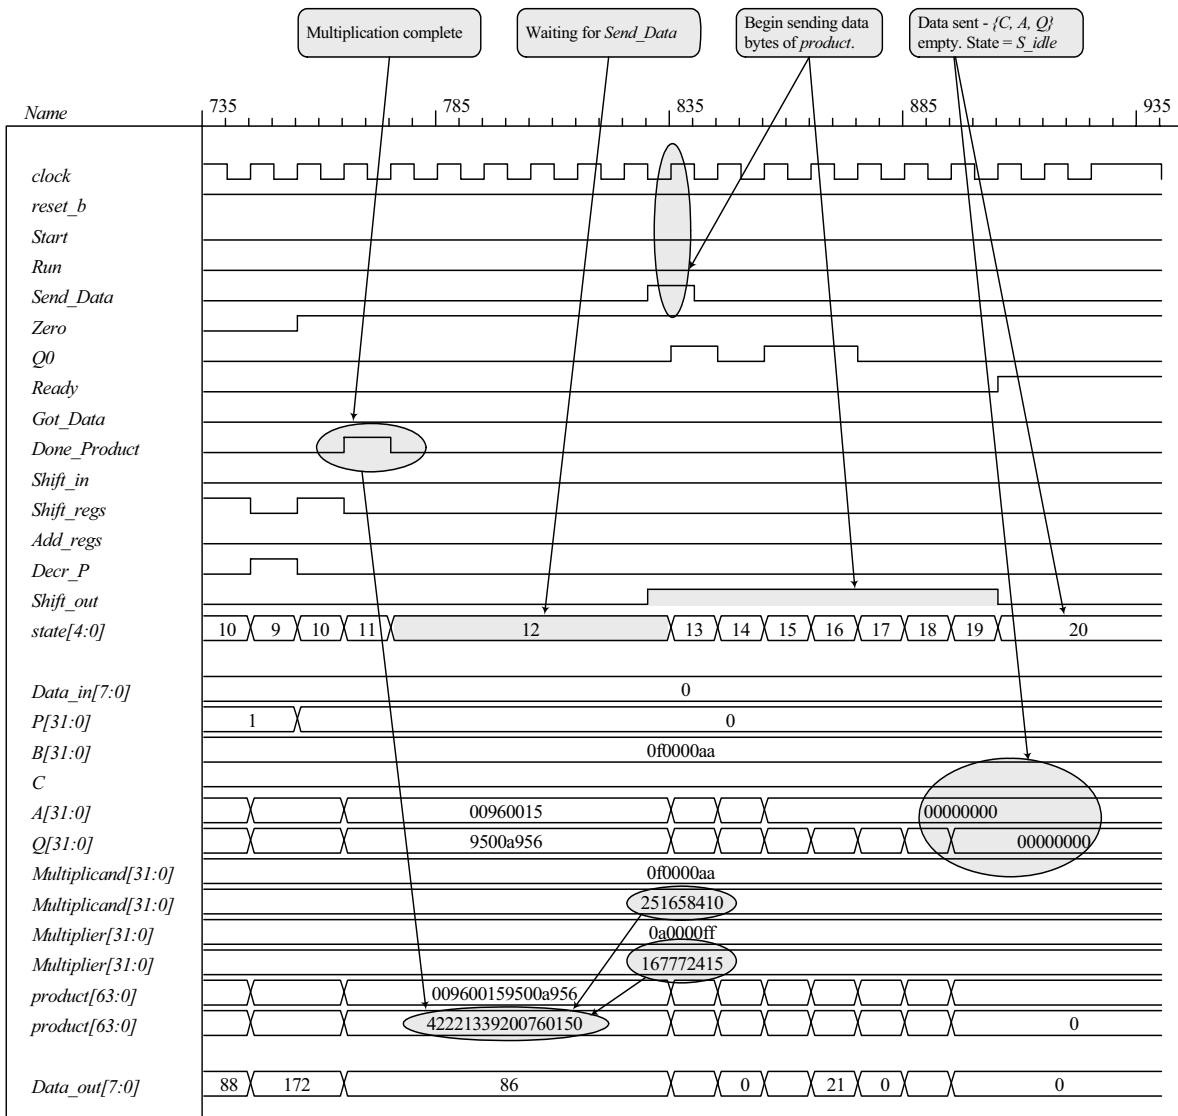 Multiplication complete
Waiting for Send_Data
Begin sending data
bytes of product.
Data sent - {C, A, Q}
empty. State = S_idle
Name 735 785 835 885 935
clock
reset_b
Start
Run
Send_Data
Zero
Q0
Ready
Got_Data
Done_Product
Shift_in
Shift_regs
Add_regs
Decr_P
Shift_out
state[4:0] 10 9 10 11 12 13 14 15 16 17 18 19 20
Data_in[7:0] 0
P[31:0] 1 0
B[31:0] 0f0000aa
C
A[31:0] 00960015 00000000
Q[31:0] 9500a956 00000000
Multiplicand[31:0] 0f0000aa
Multiplicand[31:0] 251658410
Multiplier[31:0] 0a0000ff
Multiplier[31:0] 167772415
product[63:0] 009600159500a956
product[63:0] 42221339200760150 0
Data_out[7:0] 88 172 86 0 21 0 0